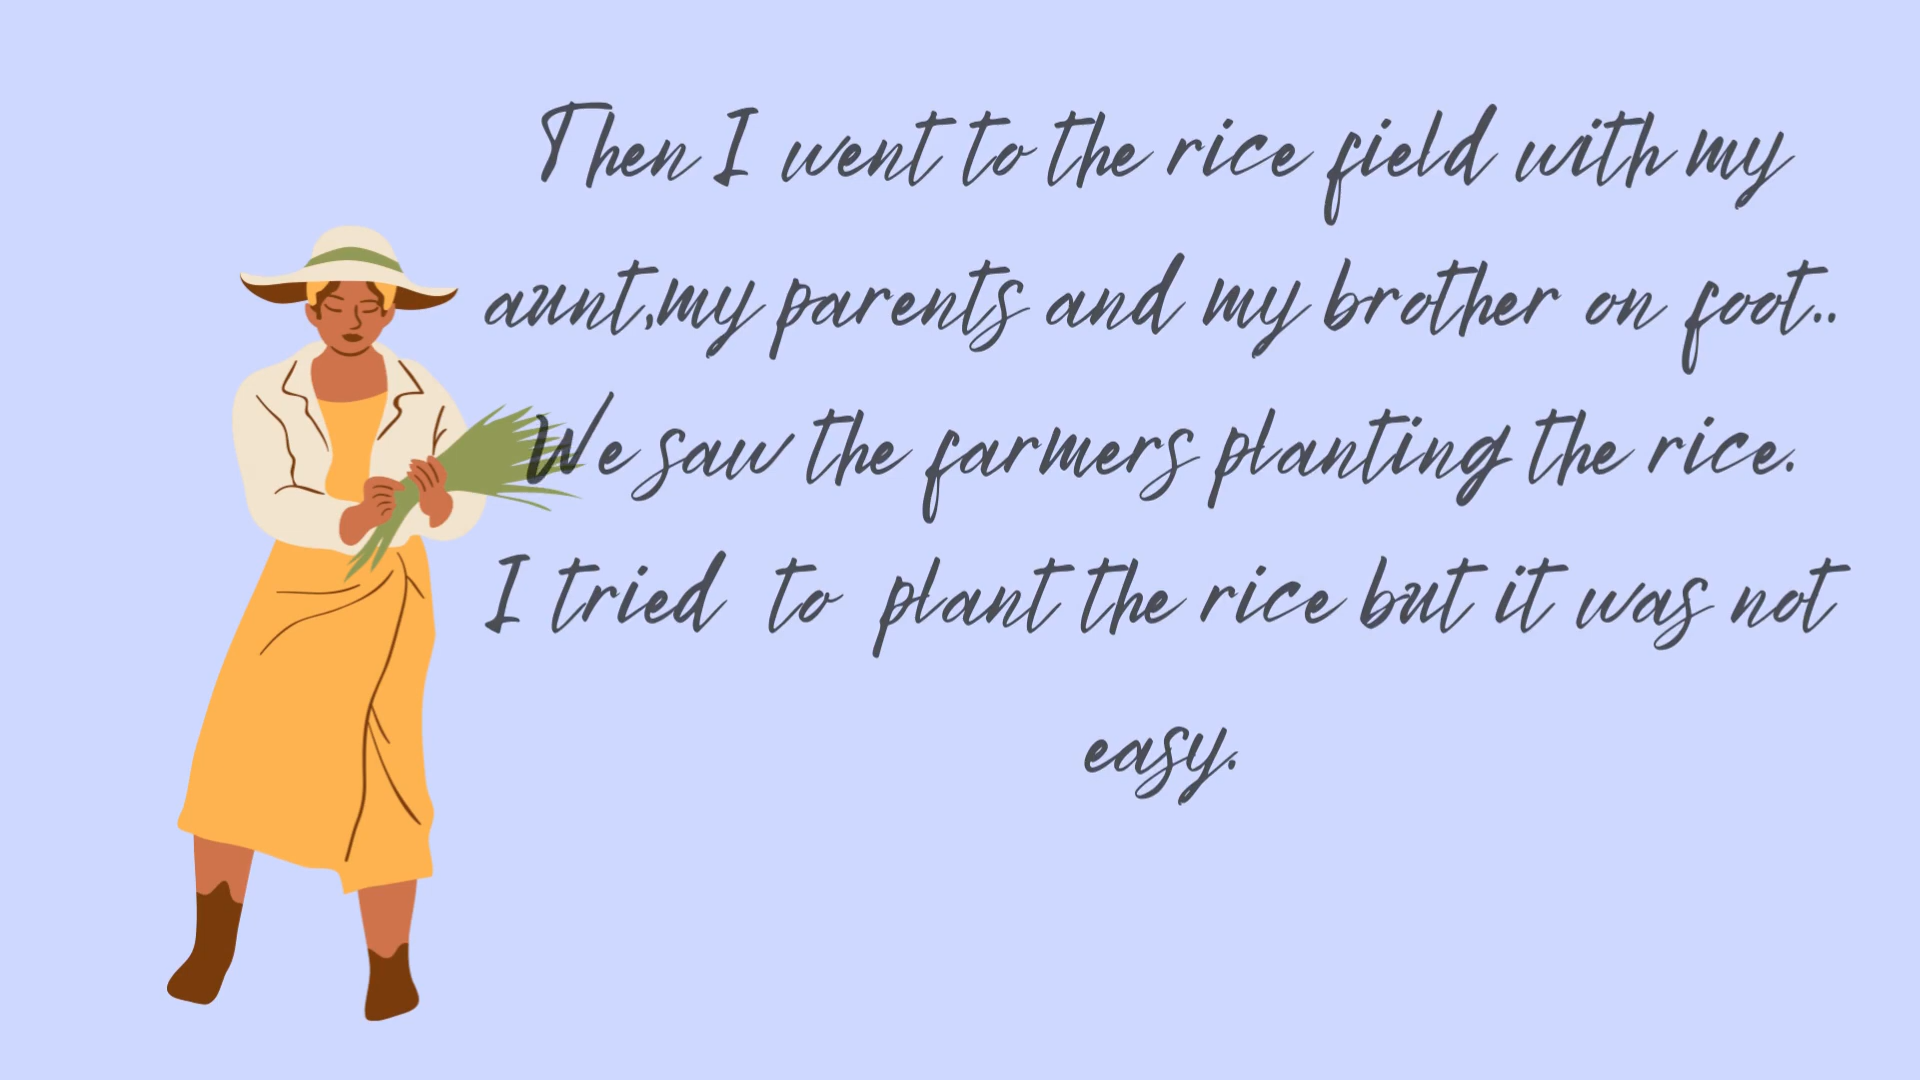 Then I went to the rice field with my
aunt,my parents and my brother on foot..
We saw the farmers planting the rice.
I tried to plant the rice but it was not
easy.